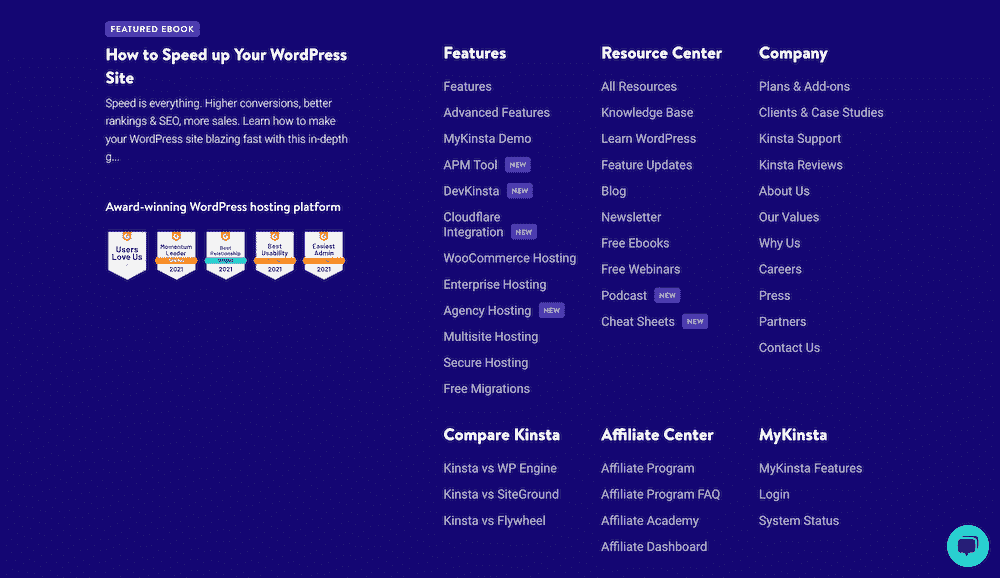 FEATURED EBOOK
How to Speed up Your WordPress
Site
Speed is everything. Higher conversions, better
rankings & SEO, more sales. Learn how to make
your WordPress site blazing fast with this in-depth
g...
Award-winning WordPress hosting platform
Users
Love Us
Momentum
Leader
2021
Best
Relationship
2021
Best
Usability
2021
Easiest
Admin
2021
Features
Features
Advanced Features
MyKinsta Demo
APM Tool NEW
DevKinsta NEW
Cloudflare
Integration NEW
WooCommerce Hosting
Enterprise Hosting
Agency Hosting NEW
Multisite Hosting
Secure Hosting
Free Migrations
Resource Center
All Resources
Knowledge Base
Learn WordPress
Feature Updates
Blog
Newsletter
Free Ebooks
Free Webinars
Podcast NEW
Cheat Sheets NEW
Company
Plans & Add-ons
Clients & Case Studies
Kinsta Support
Kinsta Reviews
About Us
Our Values
Why Us
Careers
Press
Partners
Contact Us
Compare Kinsta
Kinsta vs WP Engine
Kinsta vs SiteGround
Kinsta vs Flywheel
Affiliate Center
Affiliate Program
Affiliate Program FAQ
Affiliate Academy
Affiliate Dashboard
MyKinsta
MyKinsta Features
Login
System Status